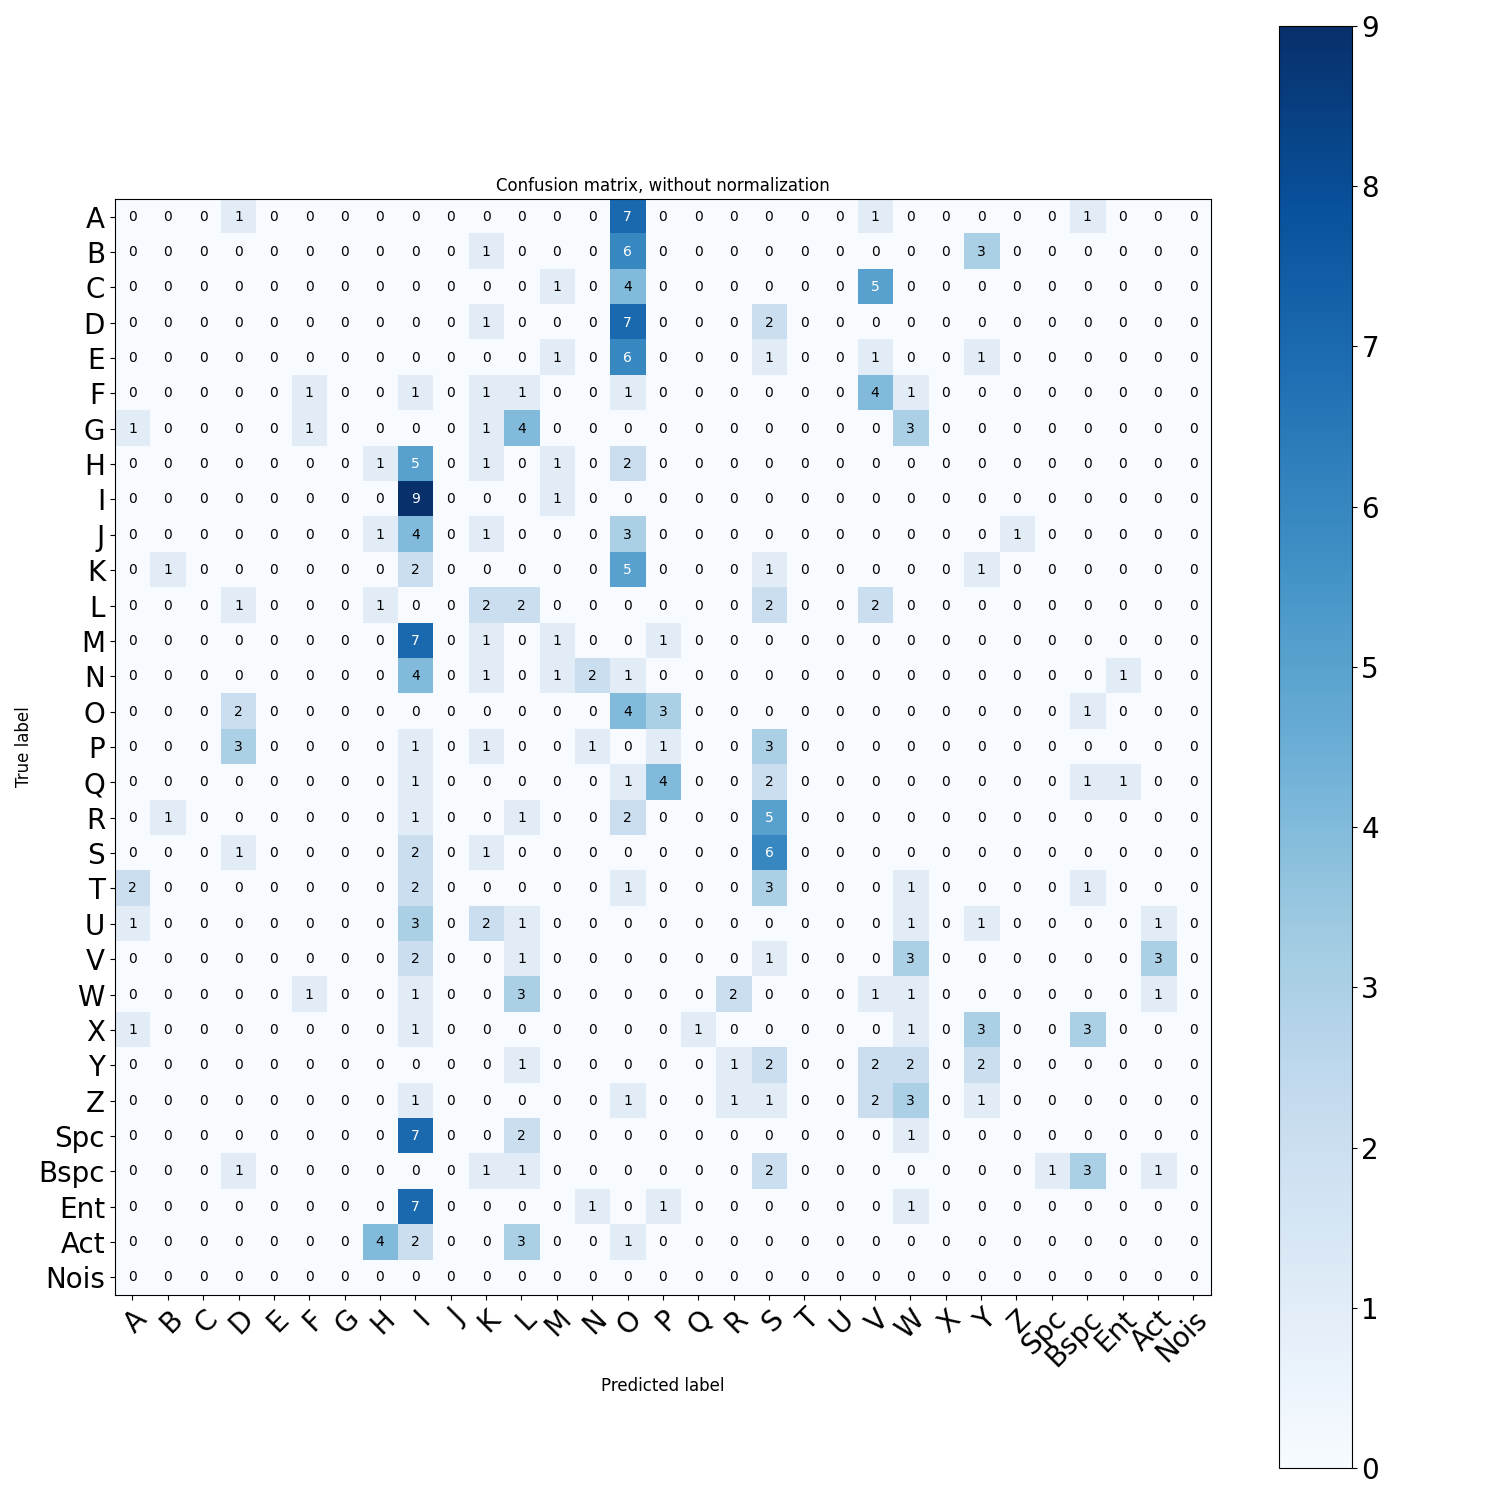 Confusion matrix, without normalization
A 0 0 0 1 0 0 0 0 0 0 0 0 0 0 7 0 0 0 0 0 0 1 0 0 0 0 0 1 0 0 0
B 0 0 0 0 0 0 0 0 0 0 1 0 0 0 6 0 0 0 0 0 0 0 0 0 3 0 0 0 0 0 0
C 0 0 0 0 0 0 0 0 0 0 0 0 1 0 4 0 0 0 0 0 0 5 0 0 0 0 0 0 0 0 0
D 0 0 0 0 0 0 0 0 0 0 1 0 0 0 7 0 0 0 2 0 0 0 0 0 0 0 0 0 0 0 0
E 0 0 0 0 0 0 0 0 0 0 0 0 1 0 6 0 0 0 1 0 0 1 0 0 1 0 0 0 0 0 0
F 0 0 0 0 0 1 0 0 1 0 1 1 0 0 1 0 0 0 0 0 0 4 1 0 0 0 0 0 0 0 0
G 1 0 0 0 0 1 0 0 0 0 1 4 0 0 0 0 0 0 0 0 0 0 3 0 0 0 0 0 0 0 0
H 0 0 0 0 0 0 0 1 5 0 1 0 1 0 2 0 0 0 0 0 0 0 0 0 0 0 0 0 0 0 0
I 0 0 0 0 0 0 0 0 9 0 0 0 1 0 0 0 0 0 0 0 0 0 0 0 0 0 0 0 0 0 0
J 0 0 0 0 0 0 0 1 4 0 1 0 0 0 3 0 0 0 0 0 0 0 0 0 0 1 0 0 0 0 0
K 0 1 0 0 0 0 0 0 2 0 0 0 0 0 5 0 0 0 1 0 0 0 0 0 1 0 0 0 0 0 0
L 0 0 0 1 0 0 0 1 0 0 2 2 0 0 0 0 0 0 2 0 0 2 0 0 0 0 0 0 0 0 0
M 0 0 0 0 0 0 0 0 7 0 1 0 1 0 0 1 0 0 0 0 0 0 0 0 0 0 0 0 0 0 0
N 0 0 0 0 0 0 0 0 4 0 1 0 1 2 1 0 0 0 0 0 0 0 0 0 0 0 0 0 1 0 0
O 0 0 0 2 0 0 0 0 0 0 0 0 0 0 4 3 0 0 0 0 0 0 0 0 0 0 0 1 0 0 0
P 0 0 0 3 0 0 0 0 1 0 1 0 0 1 0 1 0 0 3 0 0 0 0 0 0 0 0 0 0 0 0
Q 0 0 0 0 0 0 0 0 1 0 0 0 0 0 1 4 0 0 2 0 0 0 0 0 0 0 0 1 1 0 0
R 0 1 0 0 0 0 0 0 1 0 0 1 0 0 2 0 0 0 5 0 0 0 0 0 0 0 0 0 0 0 0
S 0 0 0 1 0 0 0 0 2 0 1 0 0 0 0 0 0 0 6 0 0 0 0 0 0 0 0 0 0 0 0
T 2 0 0 0 0 0 0 0 2 0 0 0 0 0 1 0 0 0 3 0 0 0 1 0 0 0 0 1 0 0 0
U 1 0 0 0 0 0 0 0 3 0 2 1 0 0 0 0 0 0 0 0 0 0 1 0 1 0 0 0 0 1 0
V 0 0 0 0 0 0 0 0 2 0 0 1 0 0 0 0 0 0 1 0 0 0 3 0 0 0 0 0 0 3 0
W 0 0 0 0 0 1 0 0 1 0 0 3 0 0 0 0 0 2 0 0 0 1 1 0 0 0 0 0 0 1 0
X 1 0 0 0 0 0 0 0 1 0 0 0 0 0 0 0 1 0 0 0 0 0 1 0 3 0 0 3 0 0 0
Y 0 0 0 0 0 0 0 0 0 0 0 1 0 0 0 0 0 1 2 0 0 2 2 0 2 0 0 0 0 0 0
Z 0 0 0 0 0 0 0 0 1 0 0 0 0 0 1 0 0 1 1 0 0 2 3 0 1 0 0 0 0 0 0
Spc 0 0 0 0 0 0 0 0 7 0 0 2 0 0 0 0 0 0 0 0 0 0 1 0 0 0 0 0 0 0 0
Bspc 0 0 0 1 0 0 0 0 0 0 1 1 0 0 0 0 0 0 2 0 0 0 0 0 0 0 1 3 0 1 0
Ent 0 0 0 0 0 0 0 0 7 0 0 0 0 1 0 1 0 0 0 0 0 0 1 0 0 0 0 0 0 0 0
Act 0 0 0 0 0 0 0 4 2 0 0 3 0 0 1 0 0 0 0 0 0 0 0 0 0 0 0 0 0 0 0
Nois 0 0 0 0 0 0 0 0 0 0 0 0 0 0 0 0 0 0 0 0 0 0 0 0 0 0 0 0 0 0 0
A B C D E F G H I J K L M N O P Q R S T U V W X Y Z Spc Bspc Ent Act Nois
True label
Predicted label
9
8
7
6
5
4
3
2
1
0